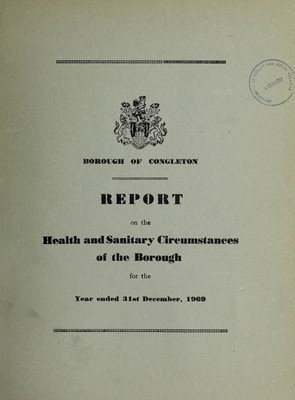 BOROUGH OF CONGLETON
REPORT
on the
Health and Sanitary Circumstances
of the Borough
for the
Year ended 31st December, 1969